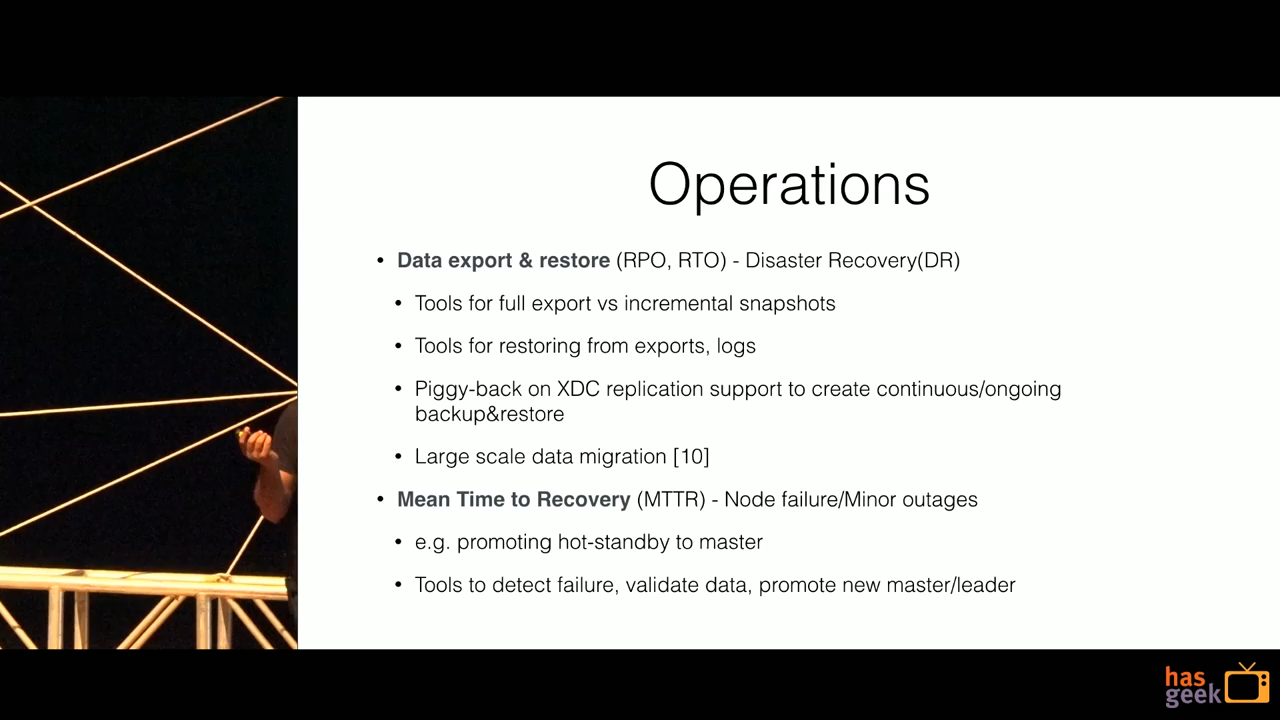 Operations
• Data export & restore (RPO, RTO) - Disaster Recovery(DR)
• Tools for full export vs incremental snapshots
• Tools for restoring from exports, logs
• Piggy-back on XDC replication support to create continuous/ongoing
backup&restore
• Large scale data migration [10]
• Mean Time to Recovery (MTTR) - Node failure/Minor outages
• e.g. promoting hot-standby to master
• Tools to detect failure, validate data, promote new master/leader
has
geek